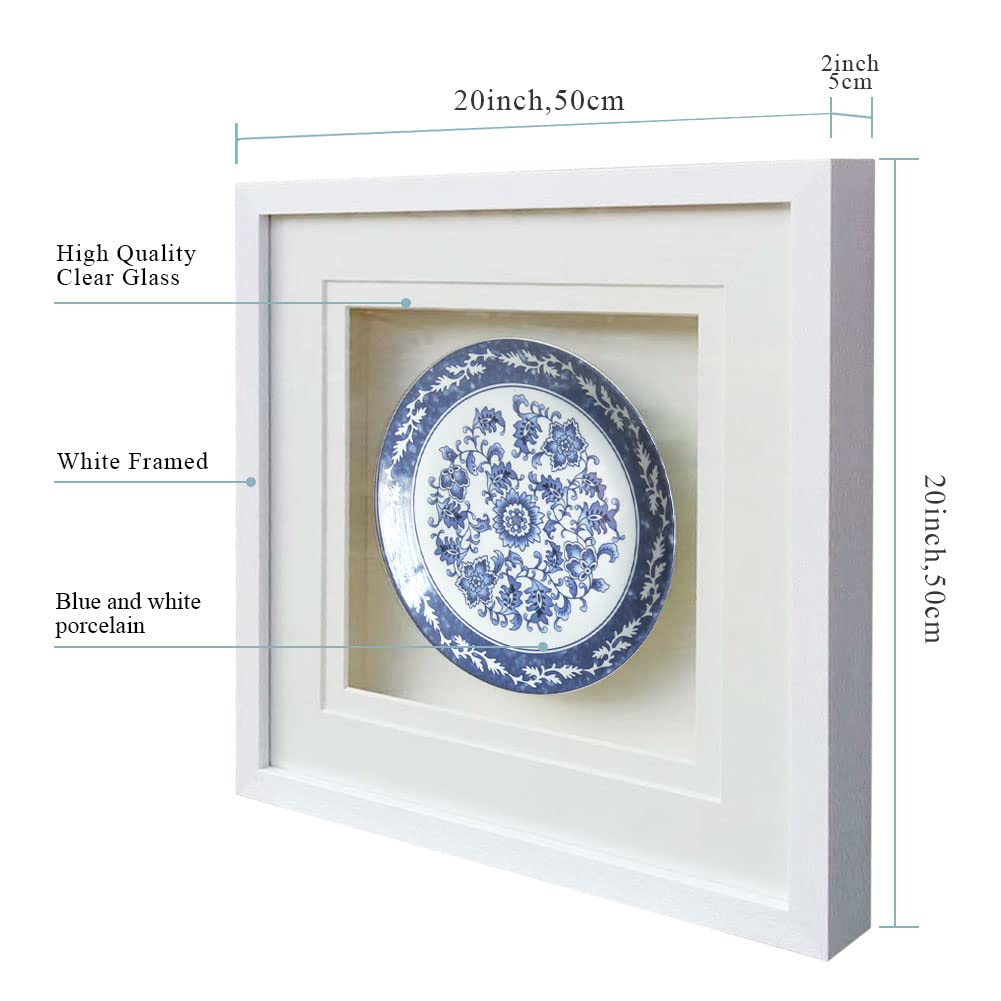 2inch
5cm
20inch,50cm
High Quality
Clear Glass
White Framed
20inch,50cm
Blue and white
porcelain